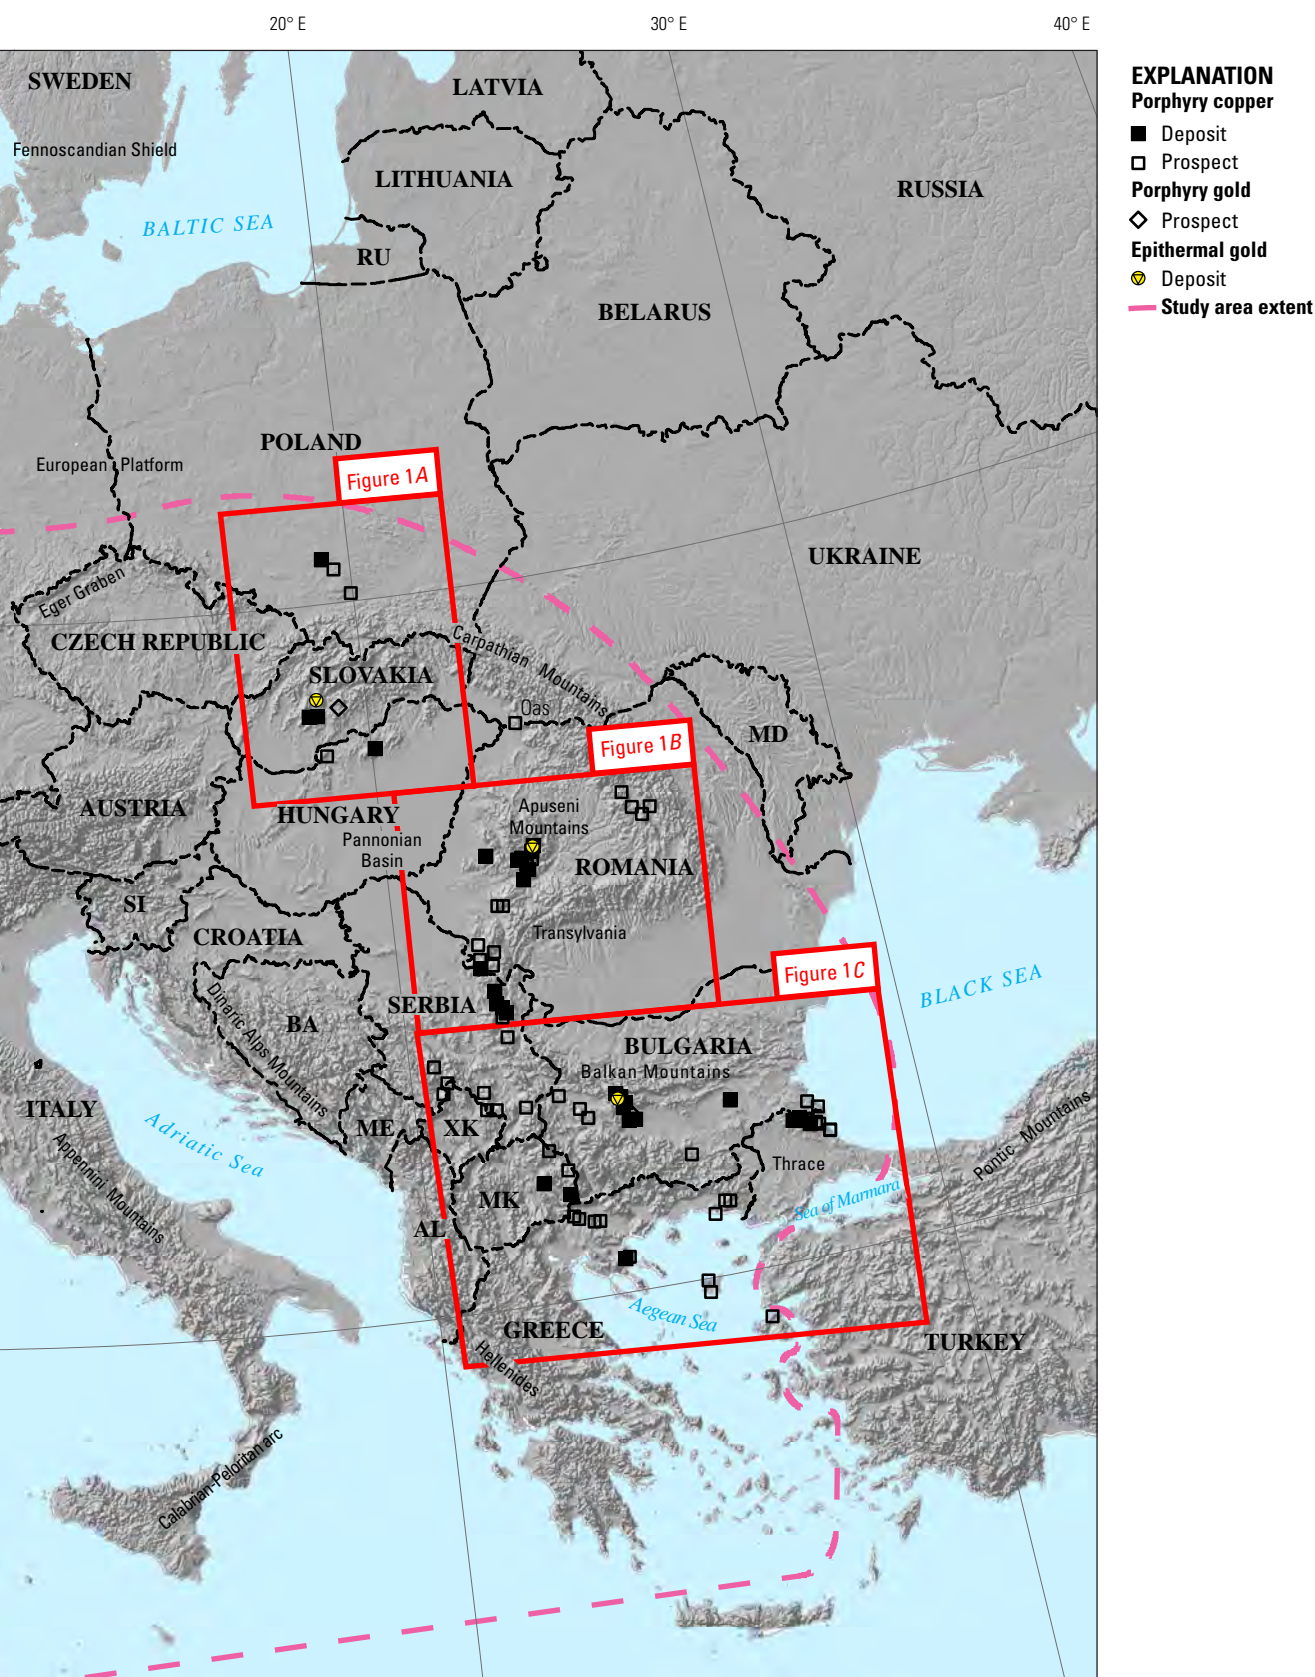 20° E
30° E
40° E
EXPLANATION
Porphyry copper
Deposit
Prospect
Porphyry gold
Prospect
Epithermal gold
Deposit
Study area extent
SWEDEN
LATVIA
Fennoscandian Shield
LITHUANIA
RUSSIA
BALTIC SEA
RU
BELARUS
POLAND
European Platform
Figure 1A
UKRAINE
Eger Graben
CZECH REPUBLIC
Carpathian Mountains
SLOVAKIA
Oas
MD
Figure 1B
AUSTRIA
HUNGARY
Apuseni
Mountains
Pannonian
Basin
ROMANIA
SI
CROATIA
Transylvania
Figure 1C
BLACK SEA
SERBIA
BA
Dinaric Alps Mountains
BULGARIA
Balkan Mountains
ITALY
Adriatic Sea
ME
XK
Appennini Mountains
Thrace
Pontic Mountains
MK
Sea of Marmara
AL
Aegean Sea
GREECE
TURKEY
Hellenides
Calabrian-Peloritan arc